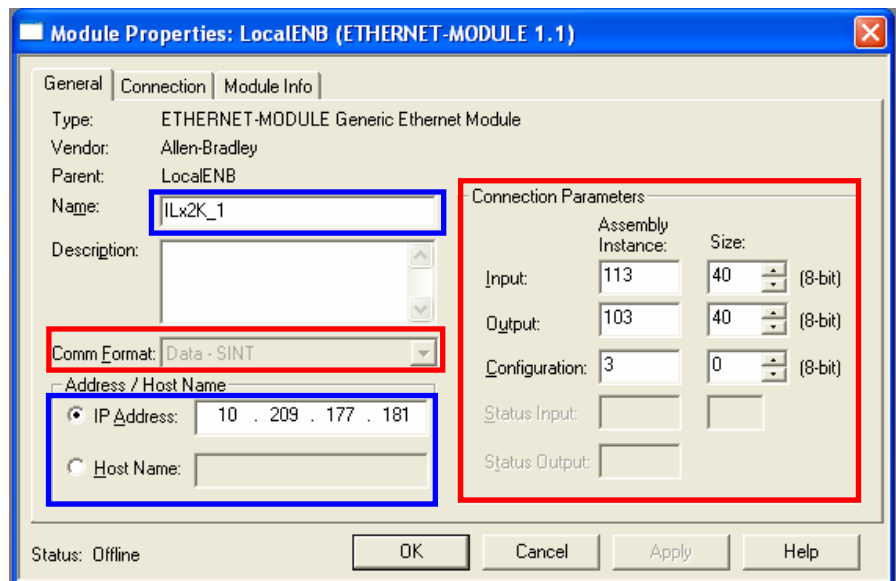 Module Properties: LocalENB (ETHERNET-MODULE 1.1)
General Connection Module Info
Type: ETHERNET-MODULE Generic Ethernet Module
Vendor: Allen-Bradley
Parent: LocalENB
Name: ILx2K_1
Description:
Comm Format: Data - SINT
Address / Host Name
IP Address: 10 . 209 . 177 . 181
Host Name:
Connection Parameters
Assembly Instance: Size:
Input: 113 40 (8-bit)
Output: 103 40 (8-bit)
Configuration: 3 0 (8-bit)
Status Input:
Status Output:
Status: Offline
OK Cancel Apply Help